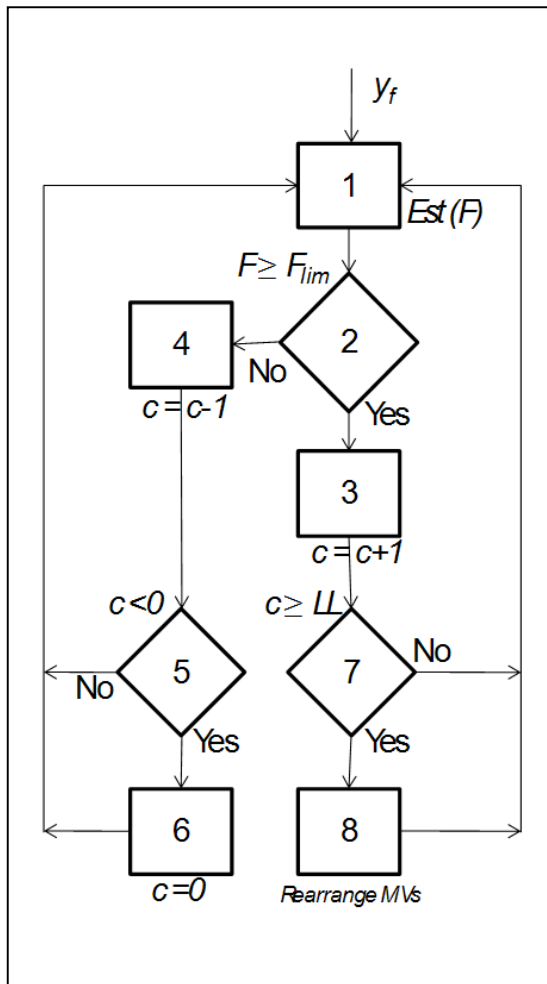 y_f
1
Est (F)
F ≥ F_lim
2
4
No
Yes
c = c-1
3
c = c+1
c<0
c ≥ LL
5
7
No
No
Yes
Yes
6
8
c=0
Rearrange MVs